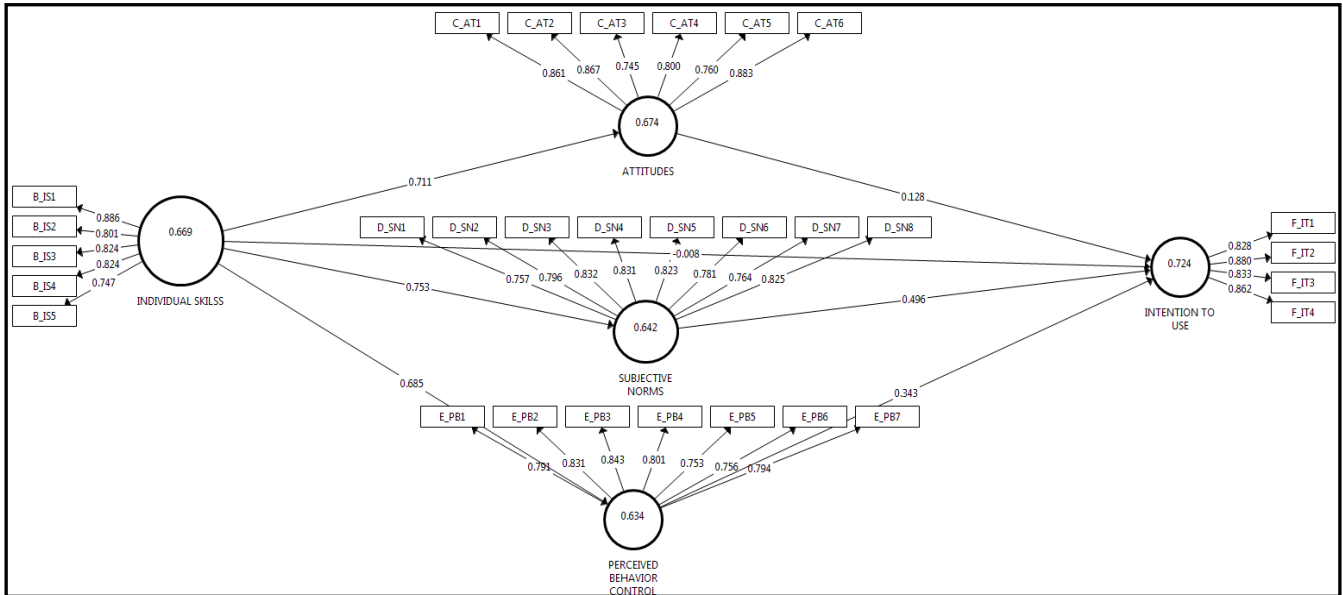 C_AT1 C_AT2 C_AT3 C_AT4 C_AT5 C_AT6
0.861 0.867 0.745 0.800 0.760 0.883
0.674
ATTITUDES
0.711
0.128
B_IS1
B_IS2
B_IS3
B_IS4
B_IS5
0.886
0.801
0.824
0.824
0.747
0.669
INDIVIDUAL SKILSS
D_SN1 D_SN2 D_SN3 D_SN4 D_SN5 D_SN6 D_SN7 D_SN8
-0.008
0.757 0.796 0.832 0.831 0.823 0.781 0.764 0.825
0.753
0.496
0.642
SUBJECTIVE
NORMS
F_IT1
F_IT2
F_IT3
F_IT4
0.828
0.880
0.833
0.862
0.724
INTENTION TO
USE
0.685
0.343
E_PB1 E_PB2 E_PB3 E_PB4 E_PB5 E_PB6 E_PB7
0.791 0.831 0.843 0.801 0.753 0.756 0.794
0.634
PERCEIVED
BEHAVIOR
CONTROL